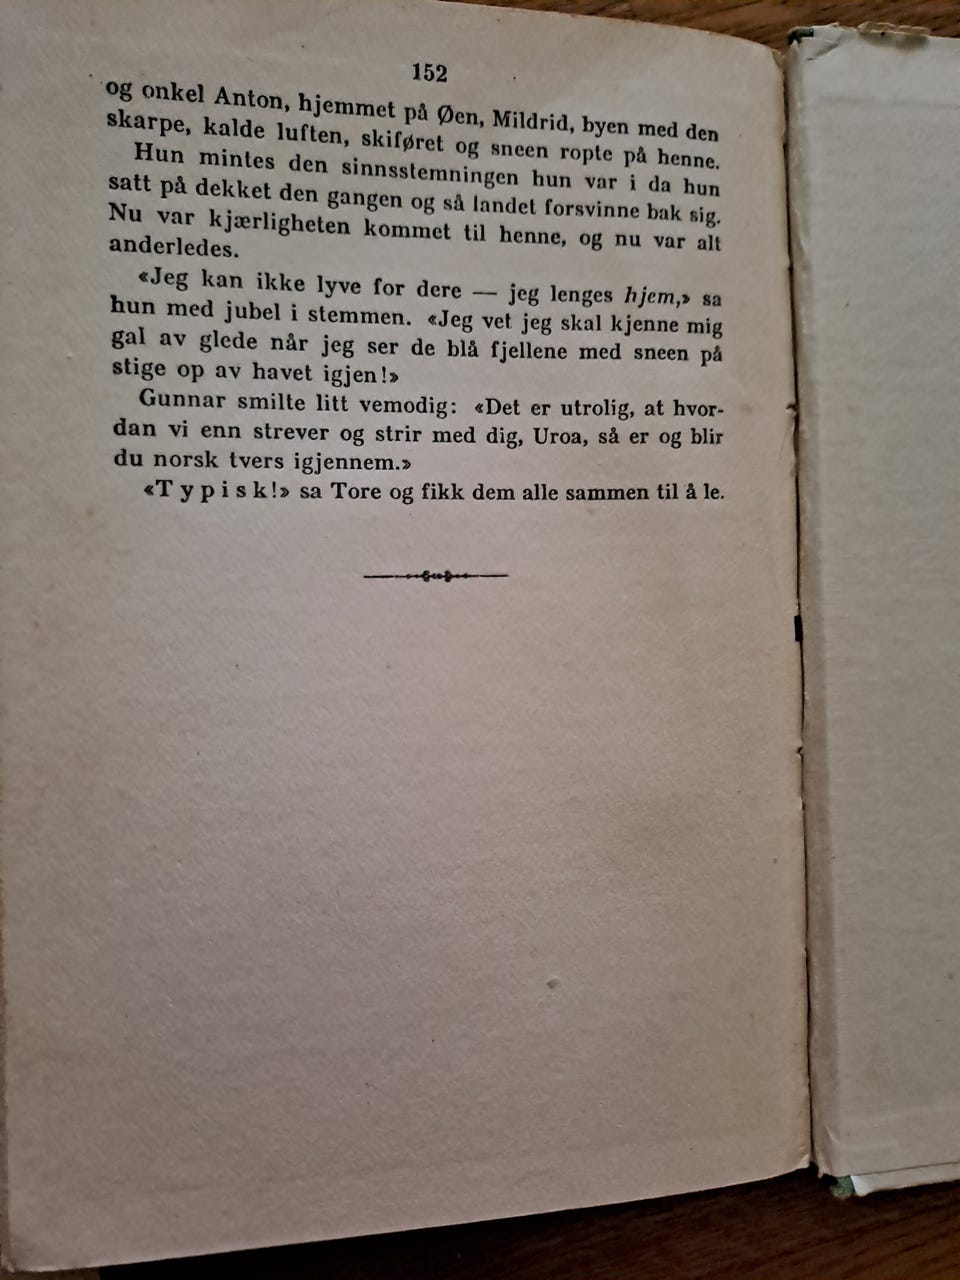 152
og onkel Anton, hjemmet på Øen, Mildrid, byen med den
skarpe, kalde luften, skiføret og sneen ropte på henne.
Hun mintes den sinnsstemningen hun var i da hun
satt på dekket den gangen og så landet forsvinne bak sig.
Nu var kjærligheten kommet til henne, og nu var alt
anderledes.
«Jeg kan ikke lyve for dere — jeg lenges hjem,» sa
hun med jubel i stemmen. «Jeg vet jeg skal kjenne mig
gal av glede når jeg ser de blå fjellene med sneen på
stige op av havet igjen!»
Gunnar smilte litt vemodig: «Det er utrolig, at hvor-
dan vi enn strever og strir med dig, Uroa, så er og blir
du norsk tvers igjennem.»
«T y p i s k!» sa Tore og fikk dem alle sammen til å le.